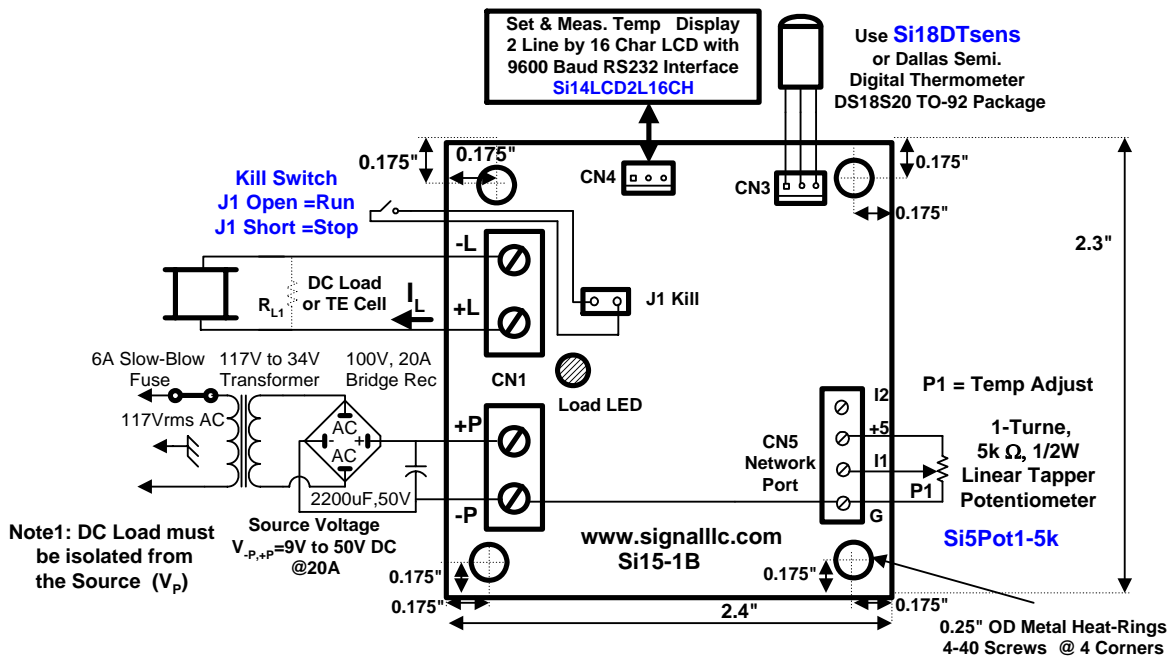 Set & Meas. Temp Display
2 Line by 16 Char LCD with
9600 Baud RS232 Interface
Si14LCD2L16CH
Use Si18DTsens
or Dallas Semi.
Digital Thermometer
DS18S20 TO-92 Package
0.175"
0.175"
CN4
CN3
0.175"
0.175"
Kill Switch
J1 Open =Run
J1 Short =Stop
2.3"
-L
DC Load
or TE Cell
RL1
IL
+L
J1 Kill
6A Slow-Blow
Fuse
117V to 34V
Transformer
100V, 20A
Bridge Rec
CN1
Load LED
117Vrms AC
AC
- +
AC
+P
2200uF,50V
-P
P1 = Temp Adjust
I2
+5
I1
G
CN5
Network
Port
P1
1-Turne,
5k Ω, 1/2W
Linear Tapper
Potentiometer
Si5Pot1-5k
Note1: DC Load must
be isolated from
the Source (VP)
Source Voltage
V-P,+P=9V to 50V DC
@20A
www.signalllc.com
Si15-1B
0.175"
0.175"
0.175"
0.175"
2.4"
0.25" OD Metal Heat-Rings
4-40 Screws @ 4 Corners